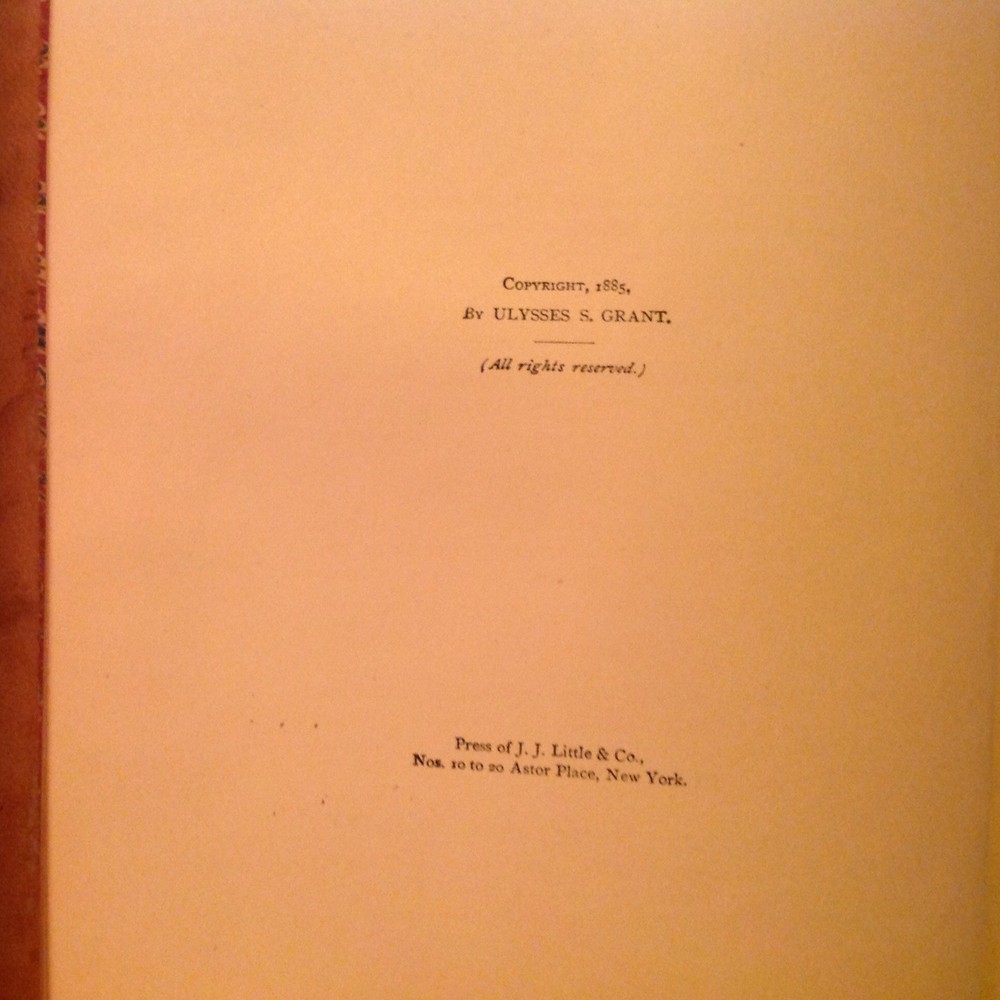 COPYRIGHT, 1885,
BY ULYSSES S. GRANT.
(All rights reserved.)
Press of J. J. Little & Co.,
Nos. 10 to 20 Astor Place, New York.